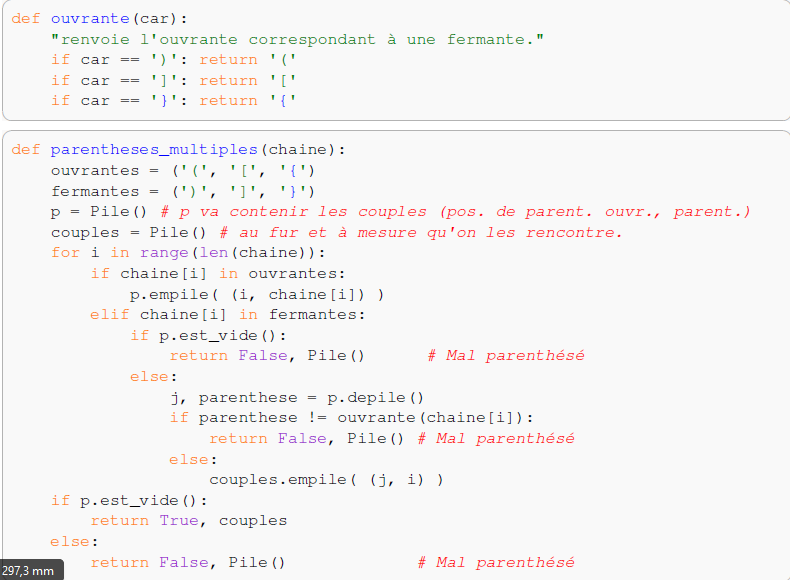 def ouvrante(car):
    "renvoie l'ouvrante correspondant à une fermante."
    if car == ')': return '('
    if car == ']': return '['
    if car == '}': return '{'
def parentheses_multiples(chaine):
    ouvrantes = ('(', '[', '{')
    fermantes = (')', ']', '}')
    p = Pile() # p va contenir les couples (pos. de parent. ouvr., parent.)
    couples = Pile() # au fur et à mesure qu'on les rencontre.
    for i in range(len(chaine)):
        if chaine[i] in ouvrantes:
            p.empile( (i, chaine[i]) )
        elif chaine[i] in fermantes:
            if p.est_vide():
                return False, Pile()      # Mal parenthésé
            else:
                j, parenthese = p.depile()
                if parenthese != ouvrante(chaine[i]):
                    return False, Pile() # Mal parenthésé
                else:
                    couples.empile( (j, i) )
    if p.est_vide():
        return True, couples
    else:
        return False, Pile()             # Mal parenthésé
297,3 mm